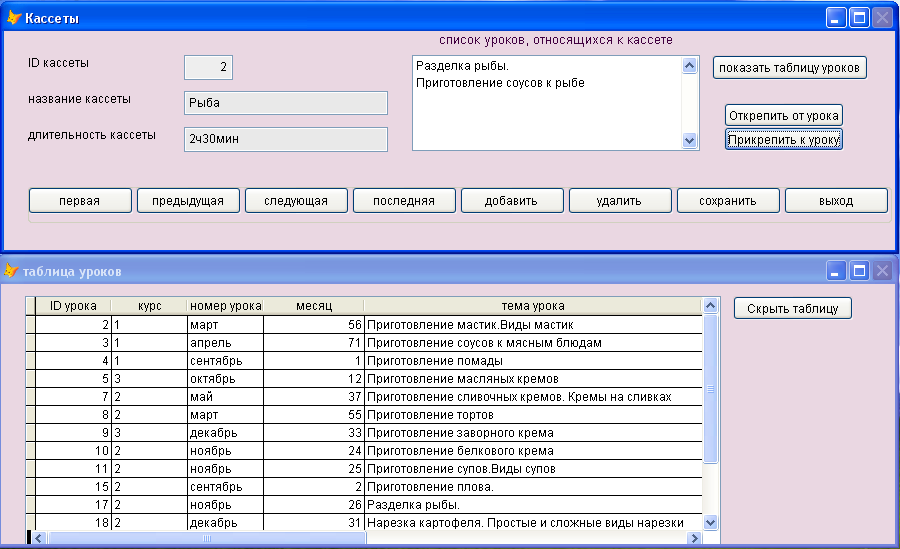 Кассеты
список уроков, относящихся к кассете
ID кассеты 2
Разделка рыбы.
Приготовление соусов к рыбе
показать таблицу уроков
название кассеты Рыба
Открепить от урока
длительность кассеты 2ч30мин
Прикрепить к уроку
первая предыдущая следующая последняя добавить удалить сохранить выход
таблица уроков
ID урока курс номер урока месяц тема урока
Скрыть таблицу
2 1 март 56 Приготовление мастик.Виды мастик
3 1 апрель 71 Приготовление соусов к мясным блюдам
4 1 сентябрь 1 Приготовление помады
5 3 октябрь 12 Приготовление масляных кремов
7 2 май 37 Приготовление сливочных кремов. Кремы на сливках
8 2 март 55 Приготовление тортов
9 3 декабрь 33 Приготовление заворного крема
10 2 ноябрь 24 Приготовление белкового крема
11 2 ноябрь 25 Приготовление супов.Виды супов
15 2 сентябрь 2 Приготовление плова.
17 2 ноябрь 26 Разделка рыбы.
18 2 декабрь 31 Нарезка картофеля. Простые и сложные виды нарезки